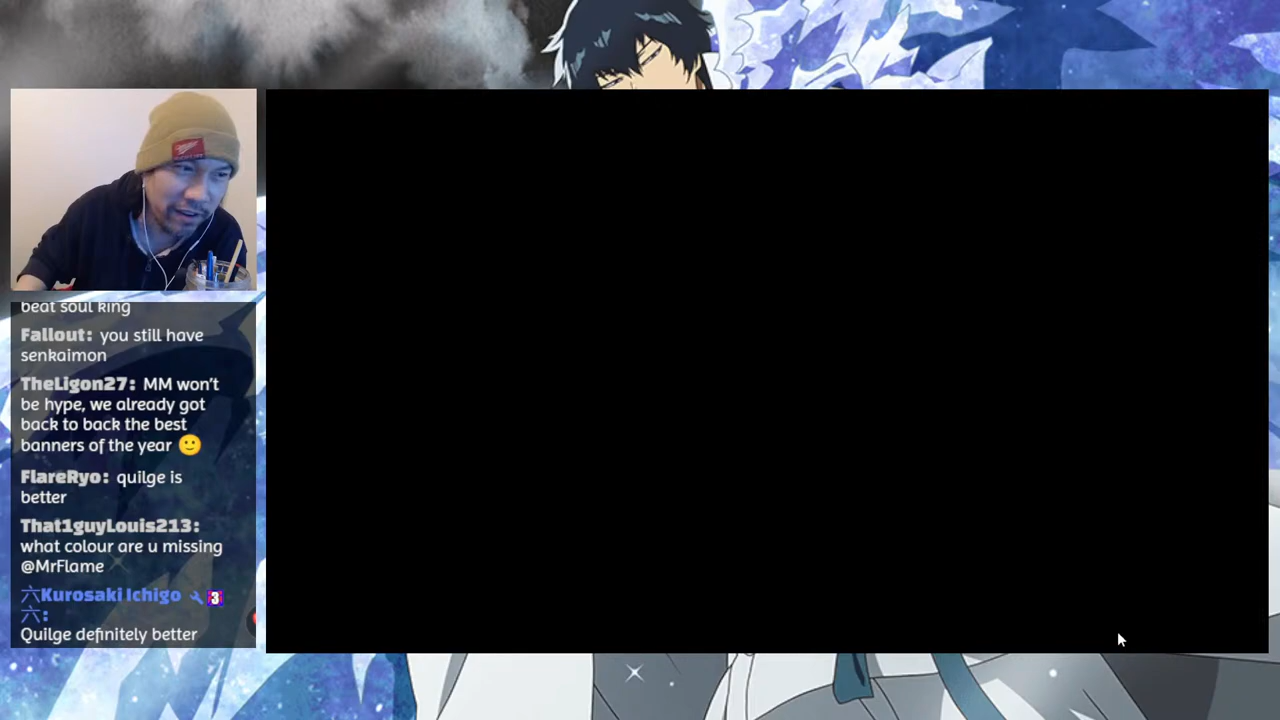 beat soul king
Fallout: you still have
senkaimon
TheLigon27: MM won't
be hype, we already got
back to back the best
banners of the year 🙂
FlareRyo: quilge is
better
That1guyLouis213:
what colour are u missing
@MrFlame
六Kurosaki Ichigo 3
六:
Quilge definitely better